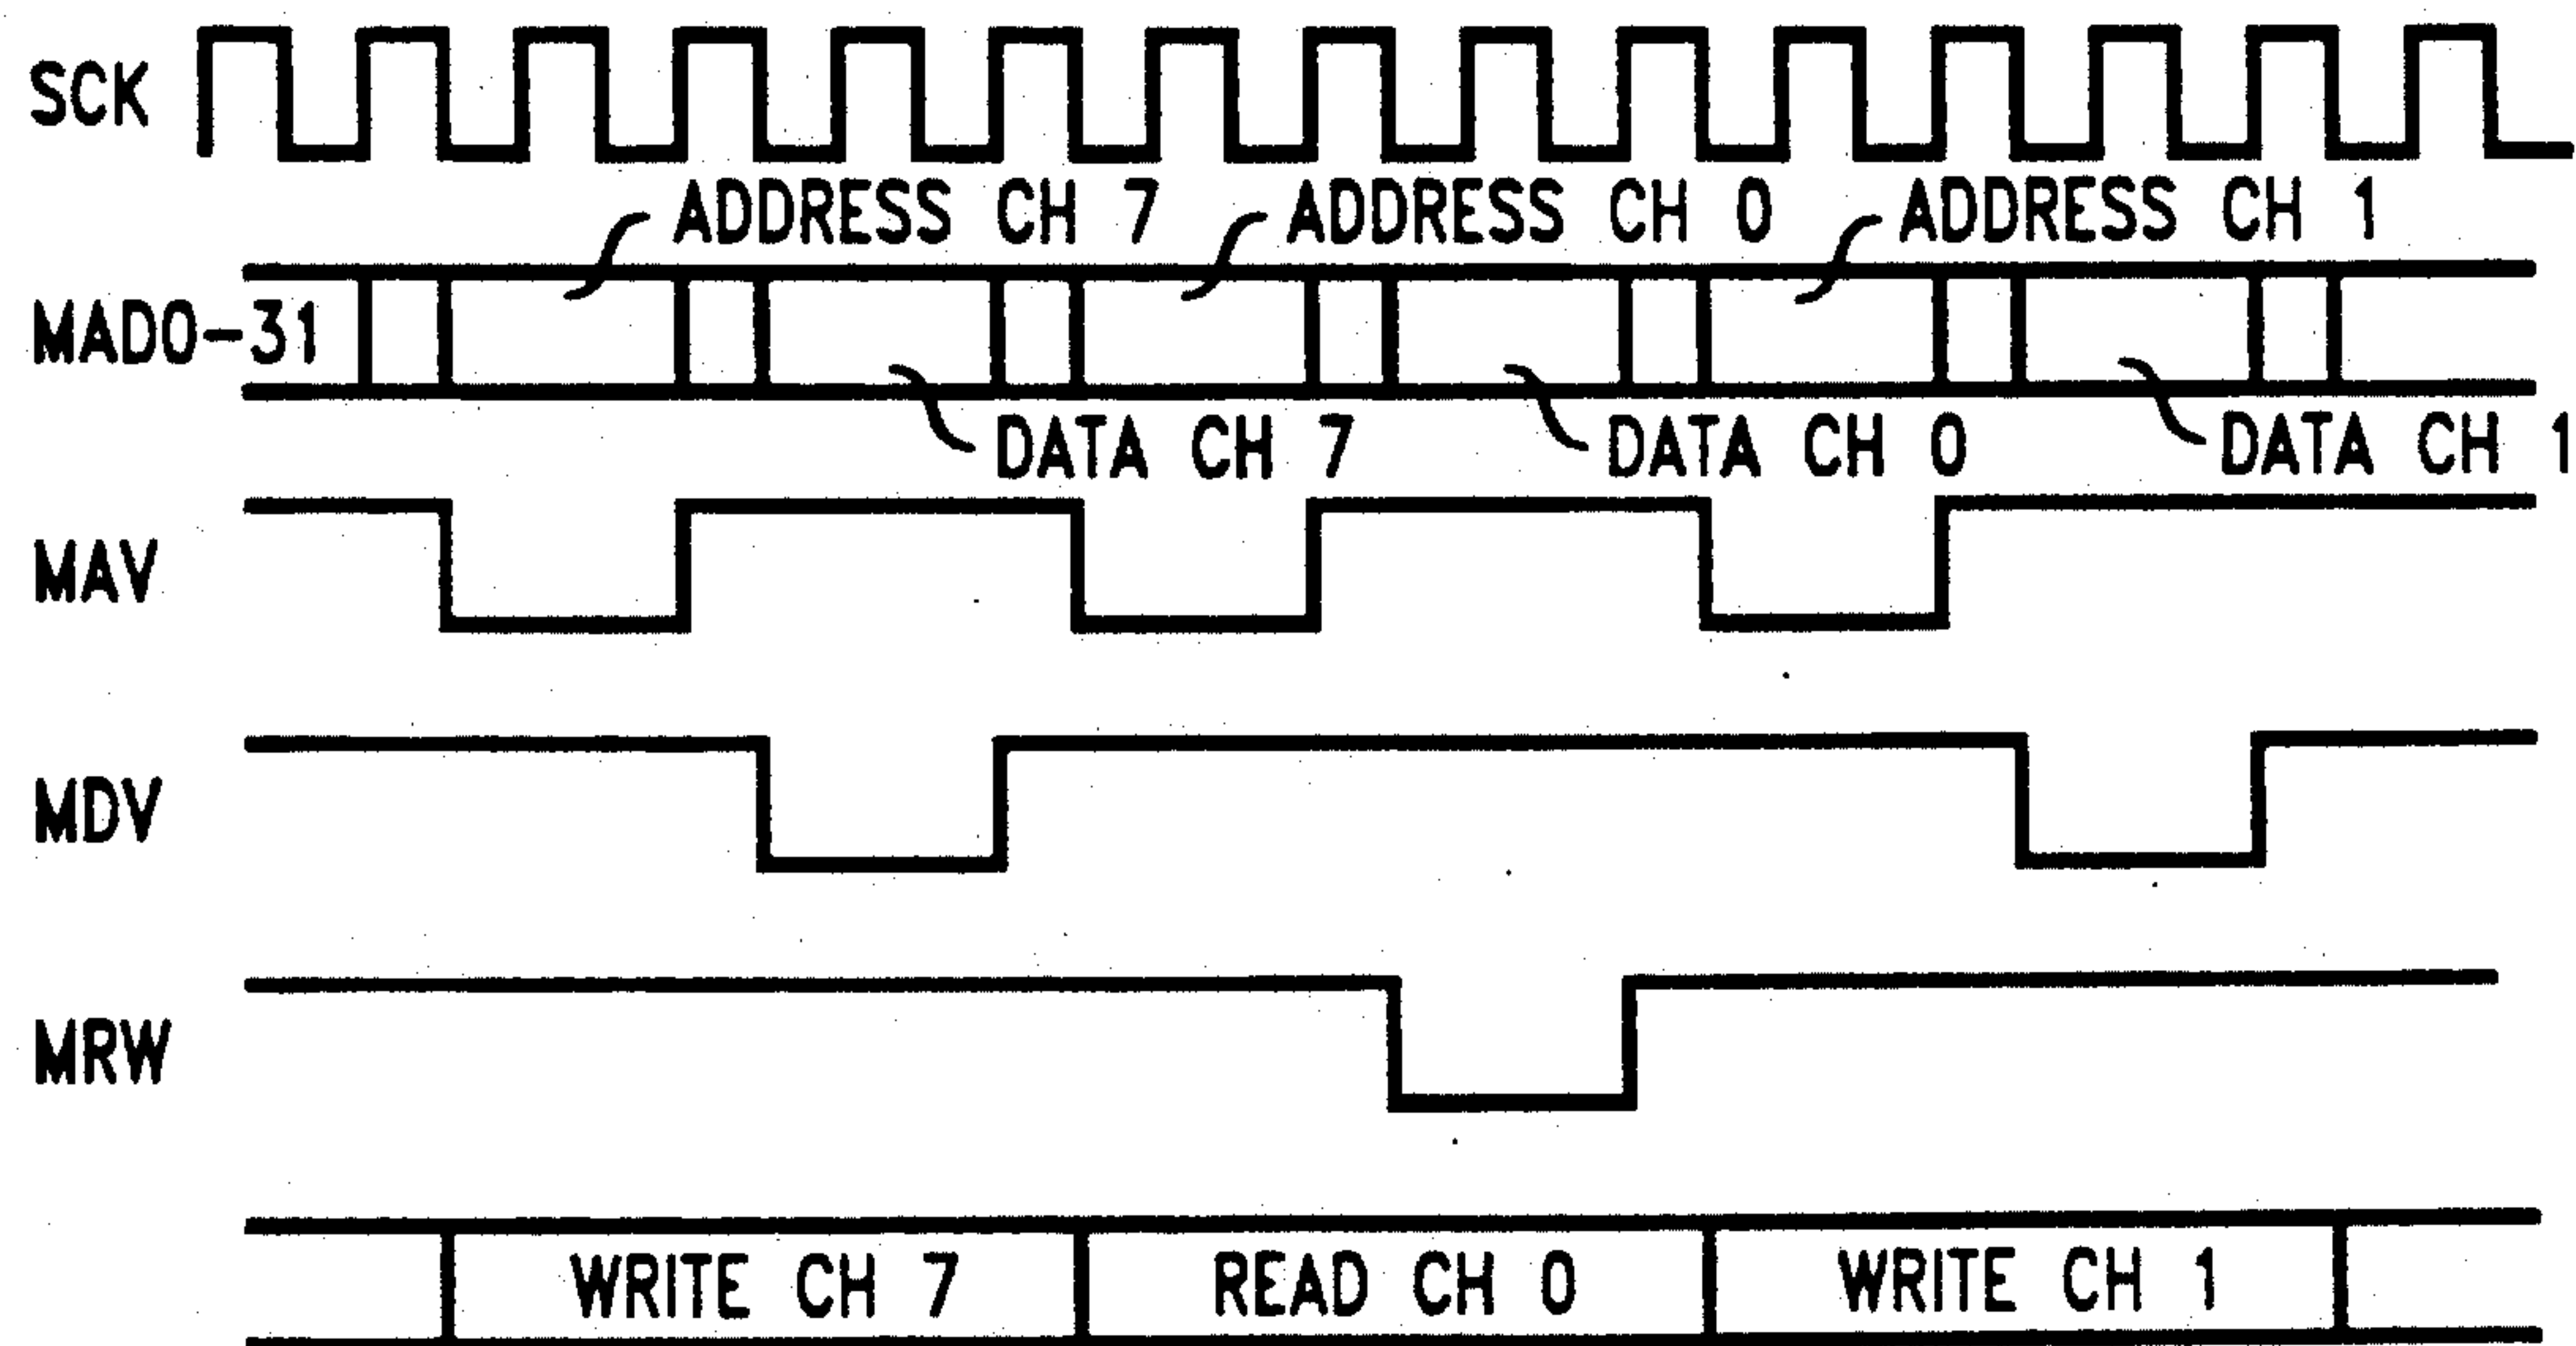 SCK
ADDRESS CH 7 ADDRESS CH 0 ADDRESS CH 1
MAD0-31
DATA CH 7 DATA CH 0 DATA CH 1
MAV
MDV
MRW
WRITE CH 7 READ CH 0 WRITE CH 1